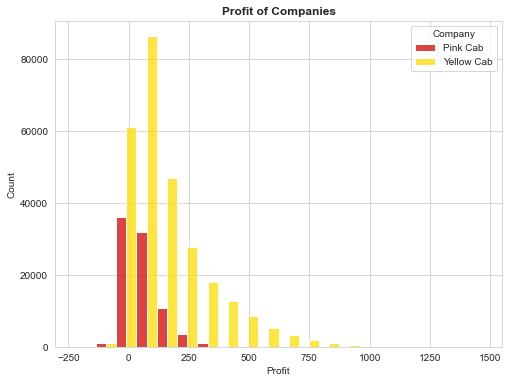 Profit of Companies
Company
Pink Cab
Yellow Cab
80000
60000
40000
20000
0
Count
−250
0
250
500
750
1000
1250
1500
Profit